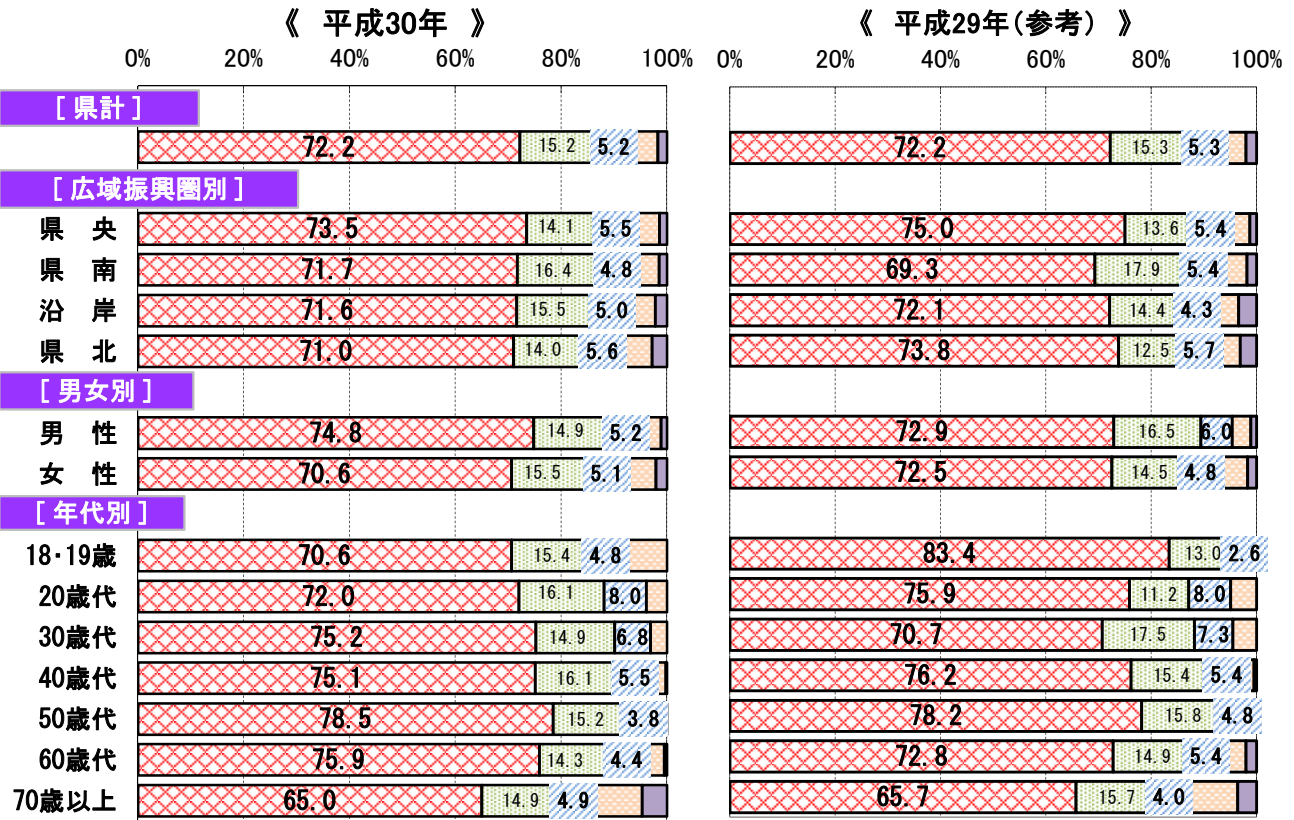 《 平成30年 》 《 平成29年(参考) 》
0% 20% 40% 60% 80% 100% 0% 20% 40% 60% 80% 100%
[ 県計 ]
72.2 15.2 5.2 72.2 15.3 5.3
[ 広域振興圏別 ]
県 央 73.5 14.1 5.5 75.0 13.6 5.4
県 南 71.7 16.4 4.8 69.3 17.9 5.4
沿 岸 71.6 15.5 5.0 72.1 14.4 4.3
県 北 71.0 14.0 5.6 73.8 12.5 5.7
[ 男女別 ]
男 性 74.8 14.9 5.2 72.9 16.5 6.0
女 性 70.6 15.5 5.1 72.5 14.5 4.8
[ 年代別 ]
18・19歳 70.6 15.4 4.8 83.4 13.0 2.6
20歳代 72.0 16.1 8.0 75.9 11.2 8.0
30歳代 75.2 14.9 6.8 70.7 17.5 7.3
40歳代 75.1 16.1 5.5 76.2 15.4 5.4
50歳代 78.5 15.2 3.8 78.2 15.8 4.8
60歳代 75.9 14.3 4.4 72.8 14.9 5.4
70歳以上 65.0 14.9 4.9 65.7 15.7 4.0